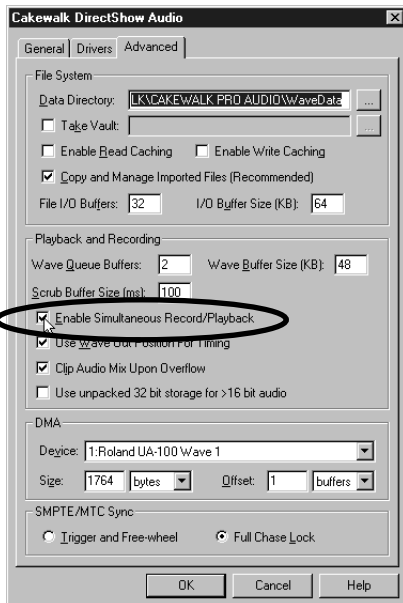 Cakewalk DirectShow Audio
General Drivers Advanced
File System
Data Directory: LK\CAKEWALK PRO AUDIO\WaveData ...
Take Vault: ...
Enable Read Caching Enable Write Caching
Copy and Manage Imported Files (Recommended)
File I/O Buffers: 32 I/O Buffer Size (KB): 64
Playback and Recording
Wave Queue Buffers: 2 Wave Buffer Size (KB): 48
Scrub Buffer Size (ms): 100
Enable Simultaneous Record/Playback
Use Wave Out Position For Timing
Clip Audio Mix Upon Overflow
Use unpacked 32 bit storage for >16 bit audio
DMA
Device: 1:Roland UA-100 Wave 1
Size: 1764 bytes Offset: 1 buffers
SMPTE/MTC Sync
Trigger and Free-wheel Full Chase Lock
OK Cancel Help